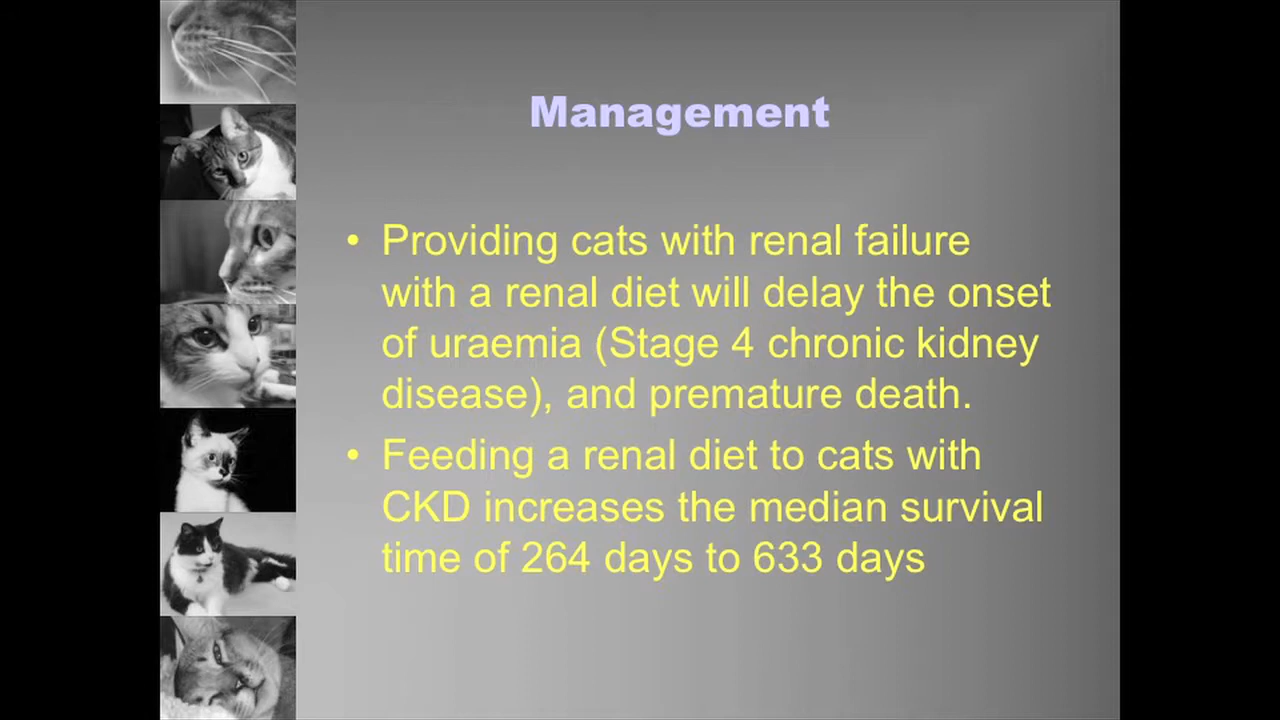 Management
• Providing cats with renal failure
with a renal diet will delay the onset
of uraemia (Stage 4 chronic kidney
disease), and premature death.
• Feeding a renal diet to cats with
CKD increases the median survival
time of 264 days to 633 days